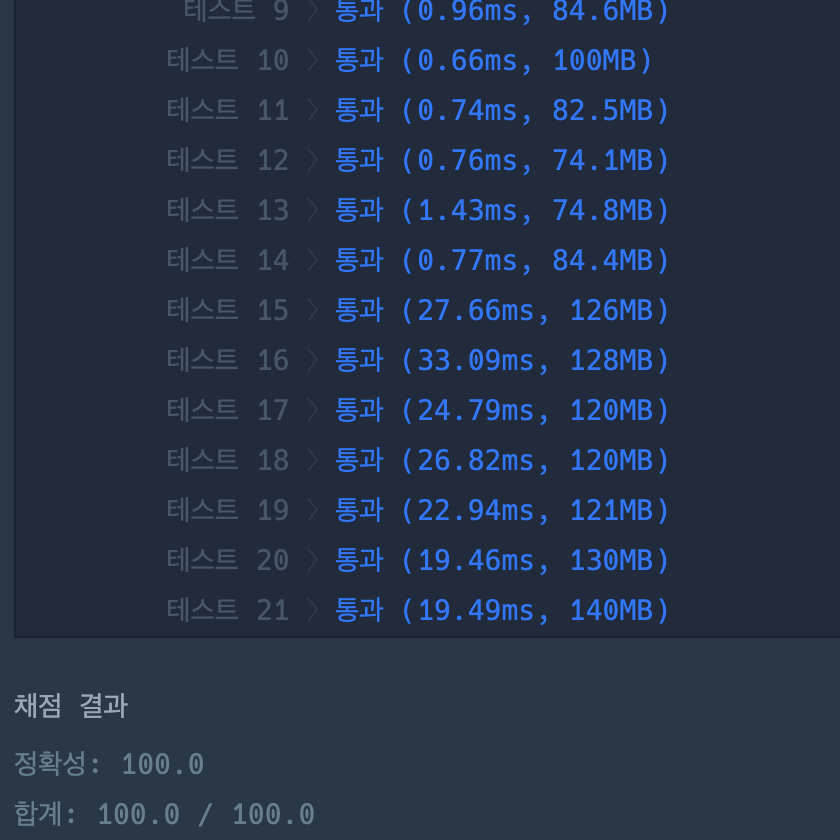 테스트 9 〉 통과 (0.96ms, 84.6MB)
테스트 10 〉 통과 (0.66ms, 100MB)
테스트 11 〉 통과 (0.74ms, 82.5MB)
테스트 12 〉 통과 (0.76ms, 74.1MB)
테스트 13 〉 통과 (1.43ms, 74.8MB)
테스트 14 〉 통과 (0.77ms, 84.4MB)
테스트 15 〉 통과 (27.66ms, 126MB)
테스트 16 〉 통과 (33.09ms, 128MB)
테스트 17 〉 통과 (24.79ms, 120MB)
테스트 18 〉 통과 (26.82ms, 120MB)
테스트 19 〉 통과 (22.94ms, 121MB)
테스트 20 〉 통과 (19.46ms, 130MB)
테스트 21 〉 통과 (19.49ms, 140MB)
채점 결과
정확성: 100.0
합계: 100.0 / 100.0